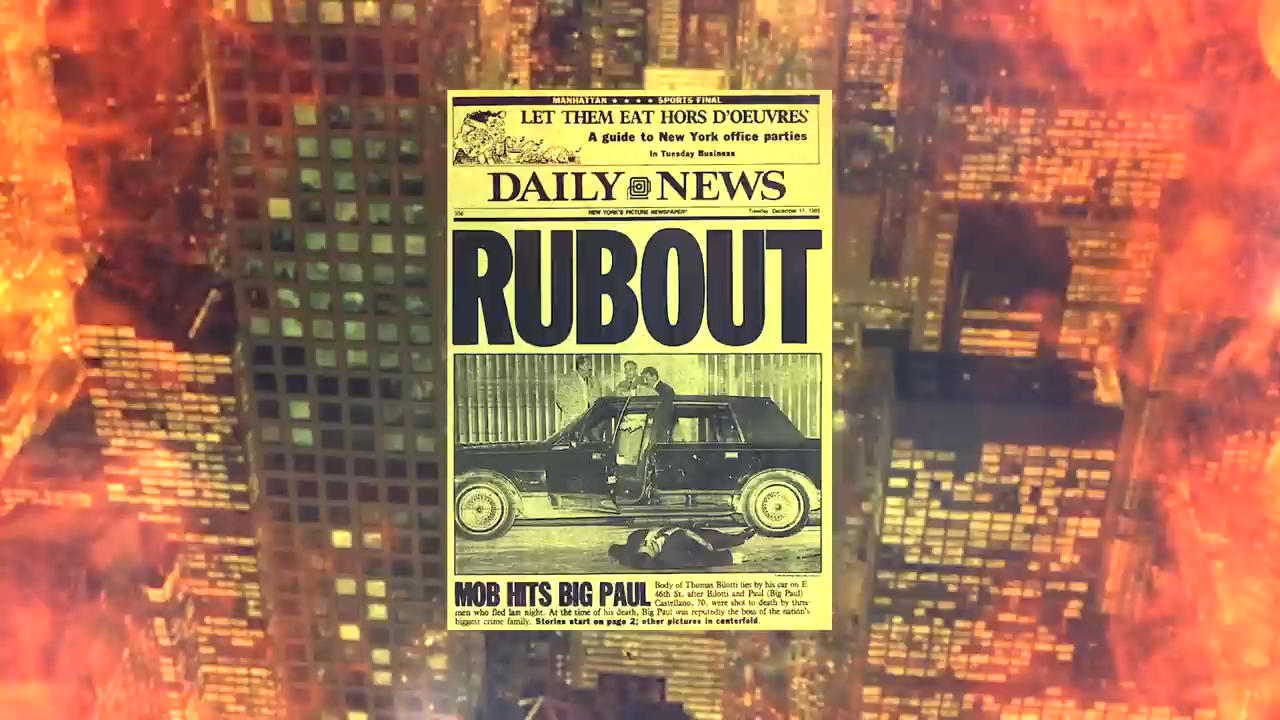 MANHATTAN ★ ★ ★ ★ SPORTS FINAL
LET THEM EAT HORS D'OEUVRES
A guide to New York office parties
In Tuesday Business
DAILY NEWS
35¢ NEW YORK'S PICTURE NEWSPAPER® Tuesday, December 17, 1985
RUBOUT
MOB HITS BIG PAUL
Body of Thomas Bilotti lies by his car on E.
46th St. after Bilotti and Paul (Big Paul)
Castellano, 70, were shot to death by three
men who fled last night. At the time of his death, Big Paul was reputedly the boss of the nation's
biggest crime family. Stories start on page 2; other pictures in centerfold.